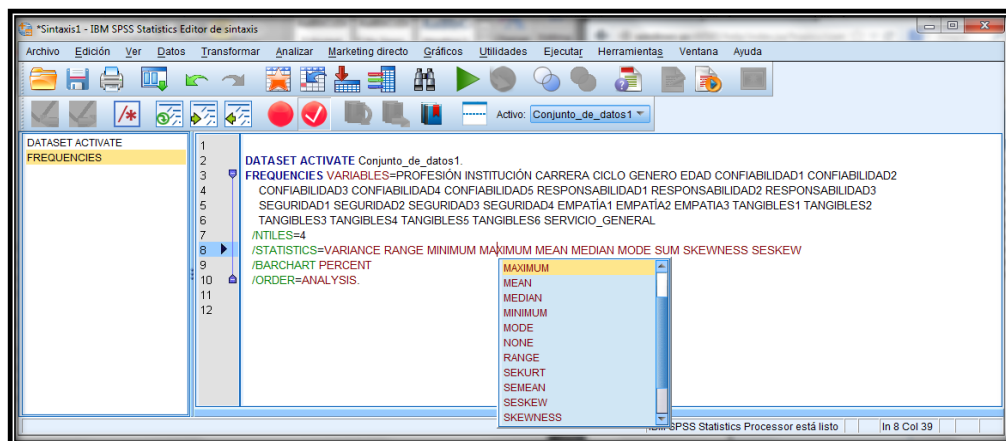 *Sintaxis1 - IBM SPSS Statistics Editor de sintaxis
Archivo Edición Ver Datos Transformar Analizar Marketing directo Gráficos Utilidades Ejecutar Herramientas Ventana Ayuda
Activo: Conjunto_de_datos1
DATASET ACTIVATE
FREQUENCIES
1
2 DATASET ACTIVATE Conjunto_de_datos1.
3 FREQUENCIES VARIABLES=PROFESIÓN INSTITUCIÓN CARRERA CICLO GENERO EDAD CONFIABILIDAD1 CONFIABILIDAD2
4 CONFIABILIDAD3 CONFIABILIDAD4 CONFIABILIDAD5 RESPONSABILIDAD1 RESPONSABILIDAD2 RESPONSABILIDAD3
5 SEGURIDAD1 SEGURIDAD2 SEGURIDAD3 SEGURIDAD4 EMPATÌA1 EMPATÌA2 EMPATIA3 TANGIBLES1 TANGIBLES2
6 TANGIBLES3 TANGIBLES4 TANGIBLES5 TANGIBLES6 SERVICIO_GENERAL
7 /NTILES=4
8 /STATISTICS=VARIANCE RANGE MINIMUM MAXIMUM MEAN MEDIAN MODE SUM SKEWNESS SESKEW
9 /BARCHART PERCENT
10 /ORDER=ANALYSIS.
11
12
MAXIMUM
MEAN
MEDIAN
MINIMUM
MODE
NONE
RANGE
SEKURT
SEMEAN
SESKEW
SKEWNESS
IBM SPSS Statistics Processor está listo In 8 Col 39